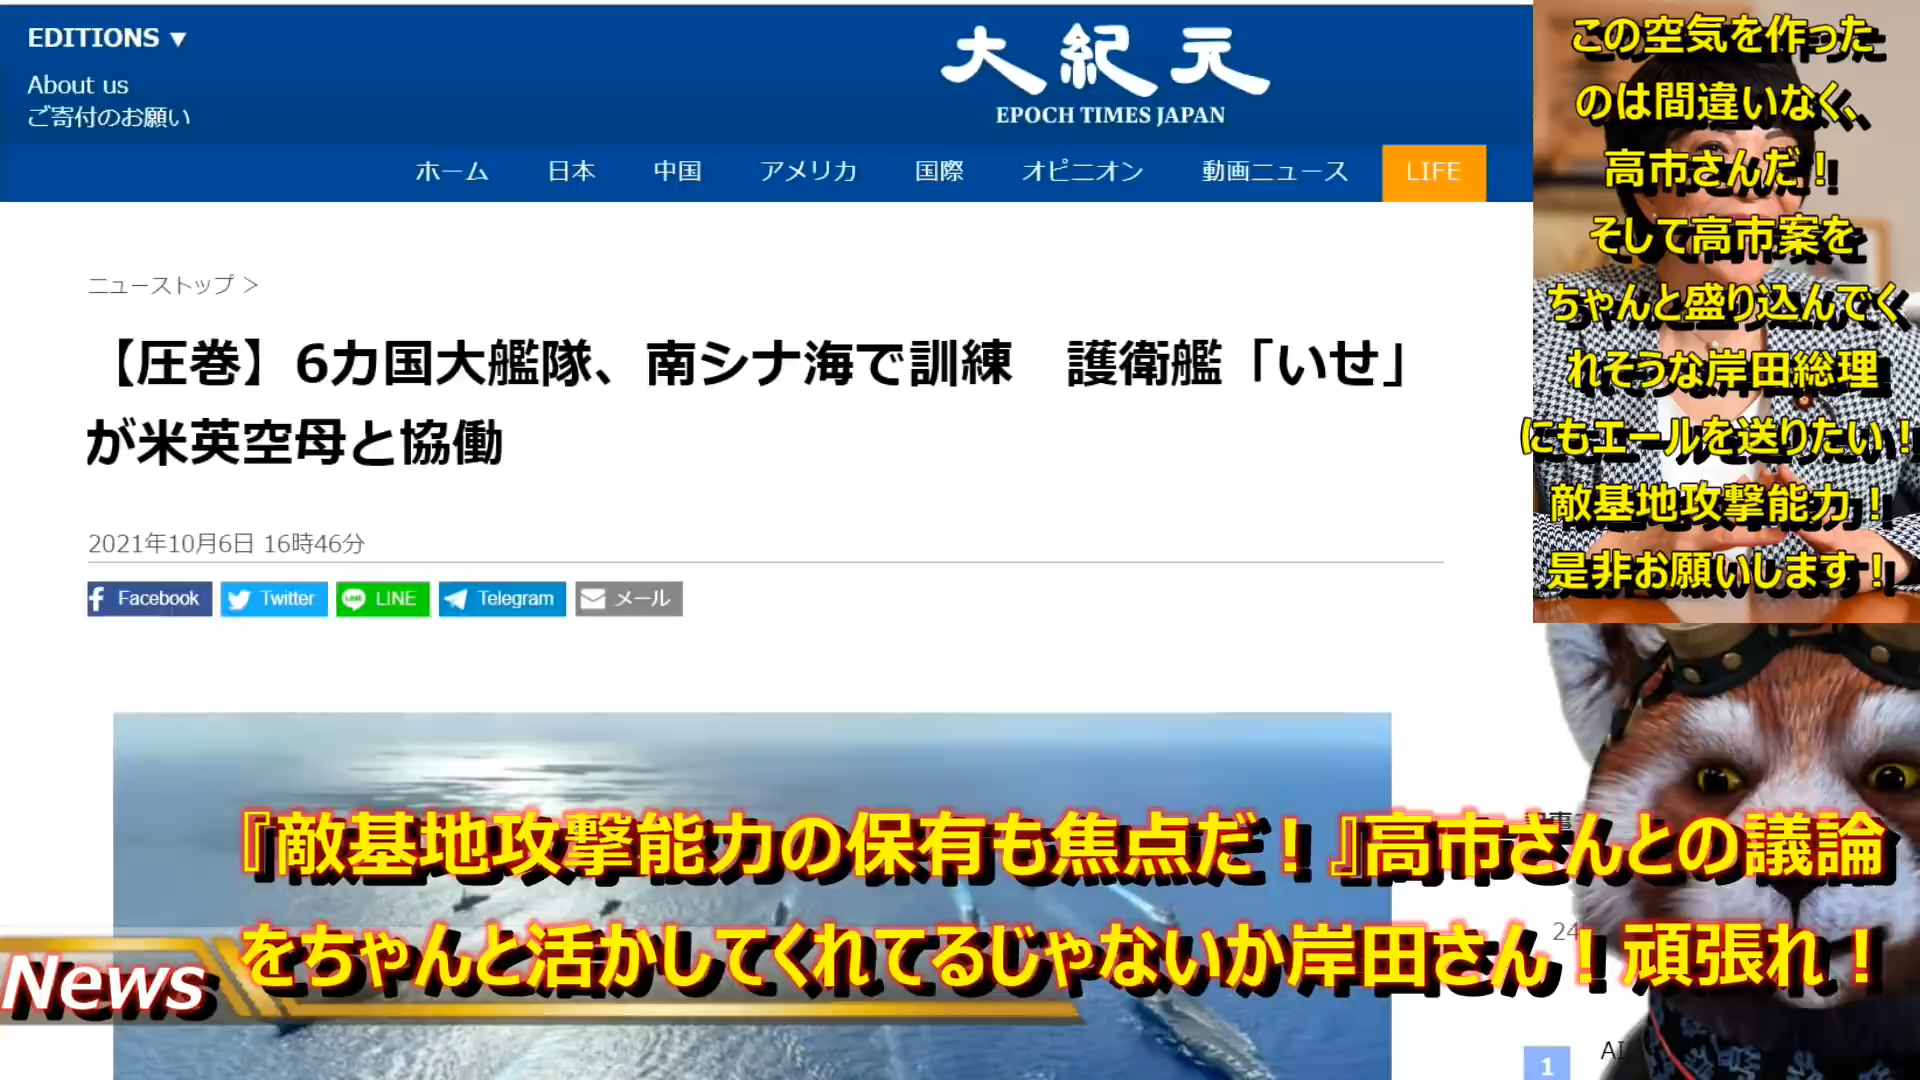 EDITIONS ▼
About us
ご寄付のお願い
大紀元
EPOCH TIMES JAPAN
ホーム 日本 中国 アメリカ 国際 オピニオン 動画ニュース LIFE
ニューストップ >
【圧巻】6カ国大艦隊、南シナ海で訓練　護衛艦「いせ」
が米英空母と協働
2021年10月6日 16時46分
Facebook Twitter LINE Telegram メール
この空気を作った
のは間違いなく、
高市さんだ！
そして高市案を
ちゃんと盛り込んでく
れそうな岸田総理
にもエールを送りたい！
敵基地攻撃能力！
是非お願いします！
『敵基地攻撃能力の保有も焦点だ！』高市さんとの議論
をちゃんと活かしてくれてるじゃないか岸田さん！頑張れ！
News
24
1